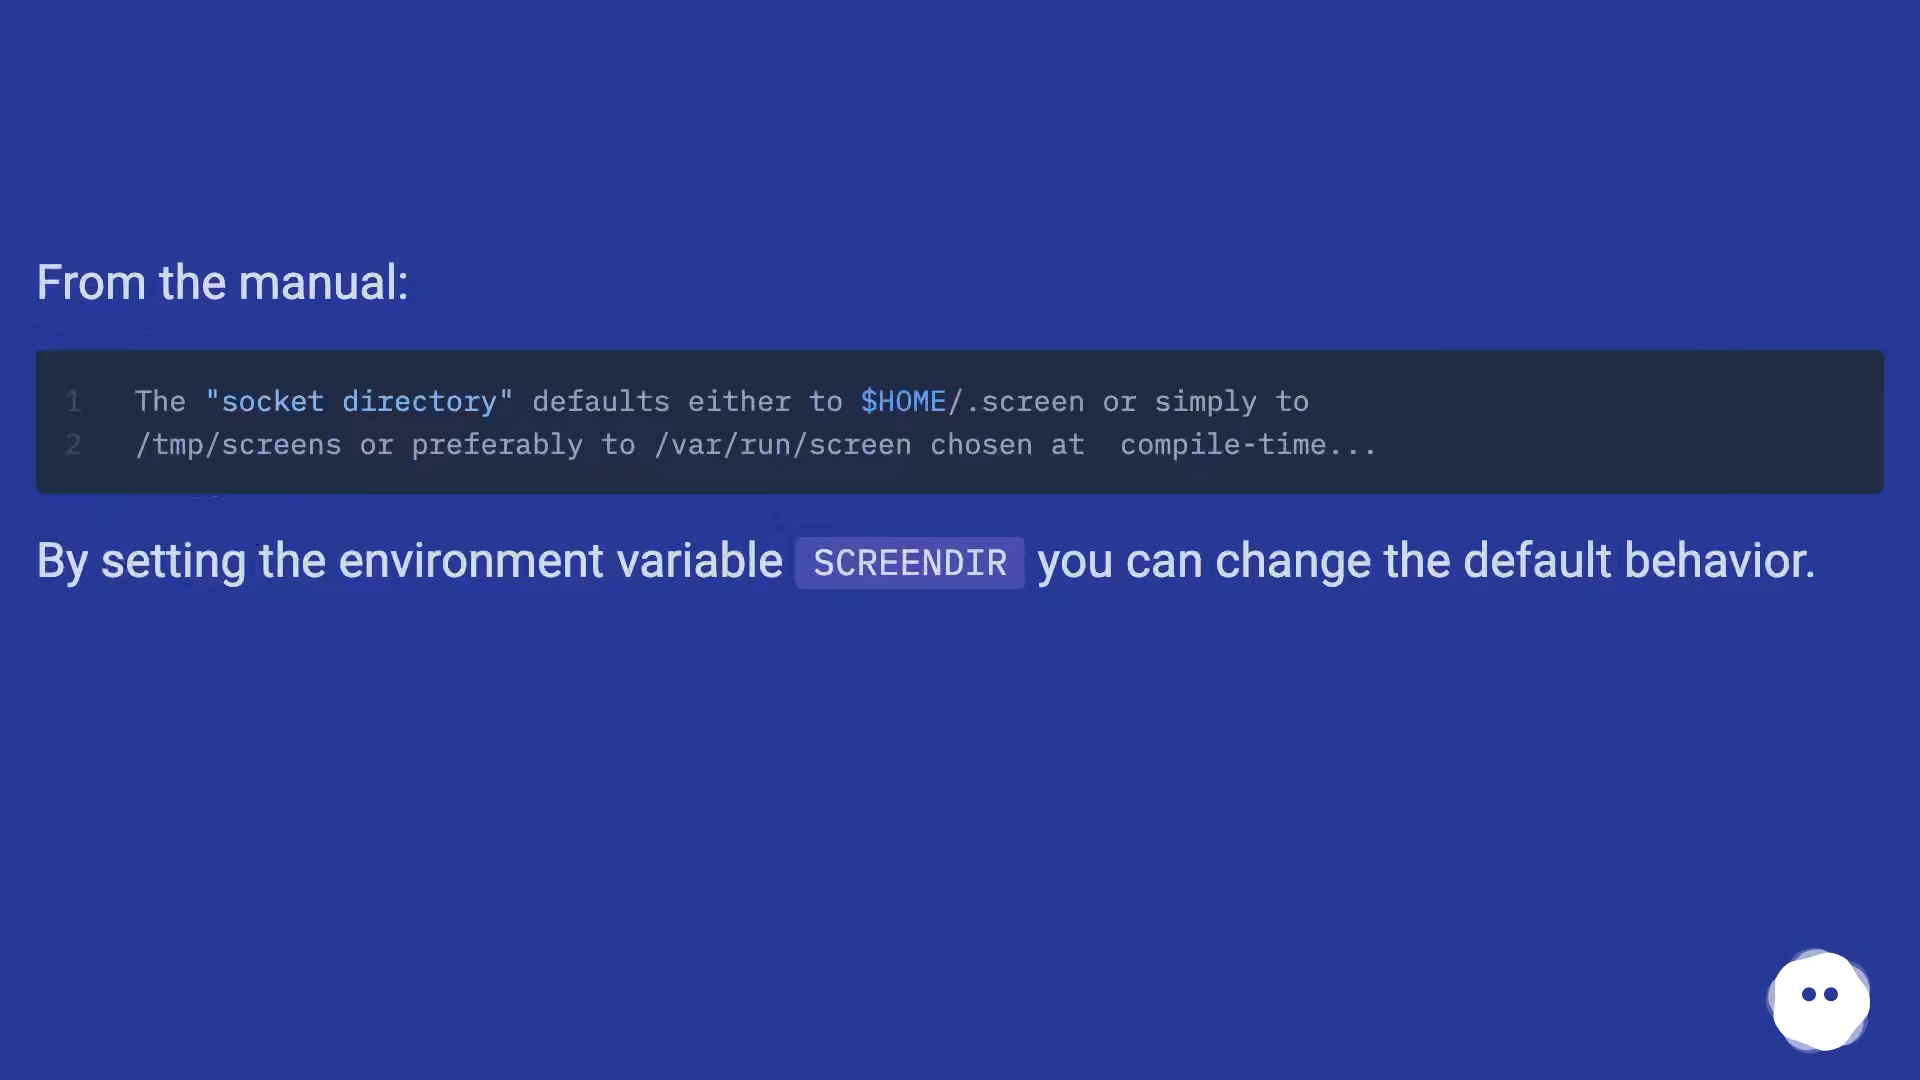 From the manual:
1 The "socket directory" defaults either to $HOME/.screen or simply to
2 /tmp/screens or preferably to /var/run/screen chosen at  compile-time...
By setting the environment variable SCREENDIR you can change the default behavior.